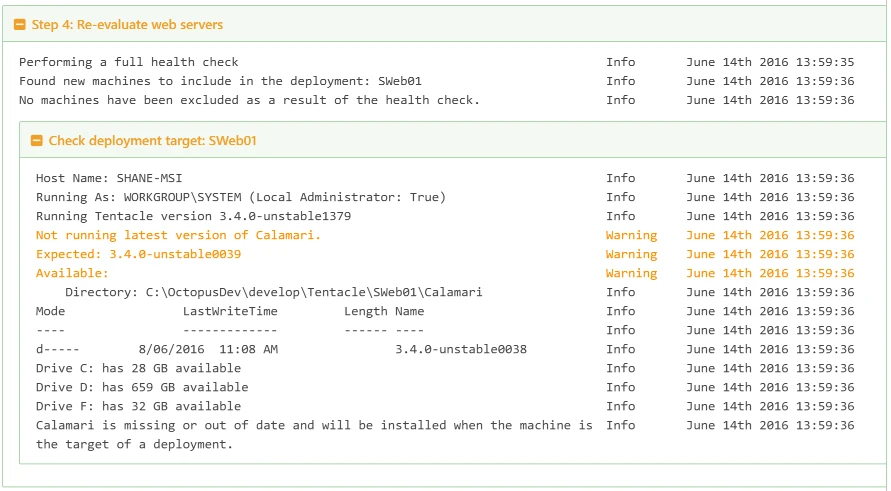 Step 4: Re-evaluate web servers
Performing a full health check Info June 14th 2016 13:59:35
Found new machines to include in the deployment: SWeb01 Info June 14th 2016 13:59:36
No machines have been excluded as a result of the health check. Info June 14th 2016 13:59:36
Check deployment target: SWeb01
Host Name: SHANE-MSI Info June 14th 2016 13:59:36
Running As: WORKGROUP\SYSTEM (Local Administrator: True) Info June 14th 2016 13:59:36
Running Tentacle version 3.4.0-unstable1379 Info June 14th 2016 13:59:36
Not running latest version of Calamari. Warning June 14th 2016 13:59:36
Expected: 3.4.0-unstable0039 Warning June 14th 2016 13:59:36
Available: Warning June 14th 2016 13:59:36
Directory: C:\OctopusDev\develop\Tentacle\SWeb01\Calamari Info June 14th 2016 13:59:36
Mode LastWriteTime Length Name Info June 14th 2016 13:59:36
---- ------------- ------ ---- Info June 14th 2016 13:59:36
d----- 8/06/2016 11:08 AM 3.4.0-unstable0038 Info June 14th 2016 13:59:36
Drive C: has 28 GB available Info June 14th 2016 13:59:36
Drive D: has 659 GB available Info June 14th 2016 13:59:36
Drive F: has 32 GB available Info June 14th 2016 13:59:36
Calamari is missing or out of date and will be installed when the machine is Info June 14th 2016 13:59:36
the target of a deployment.